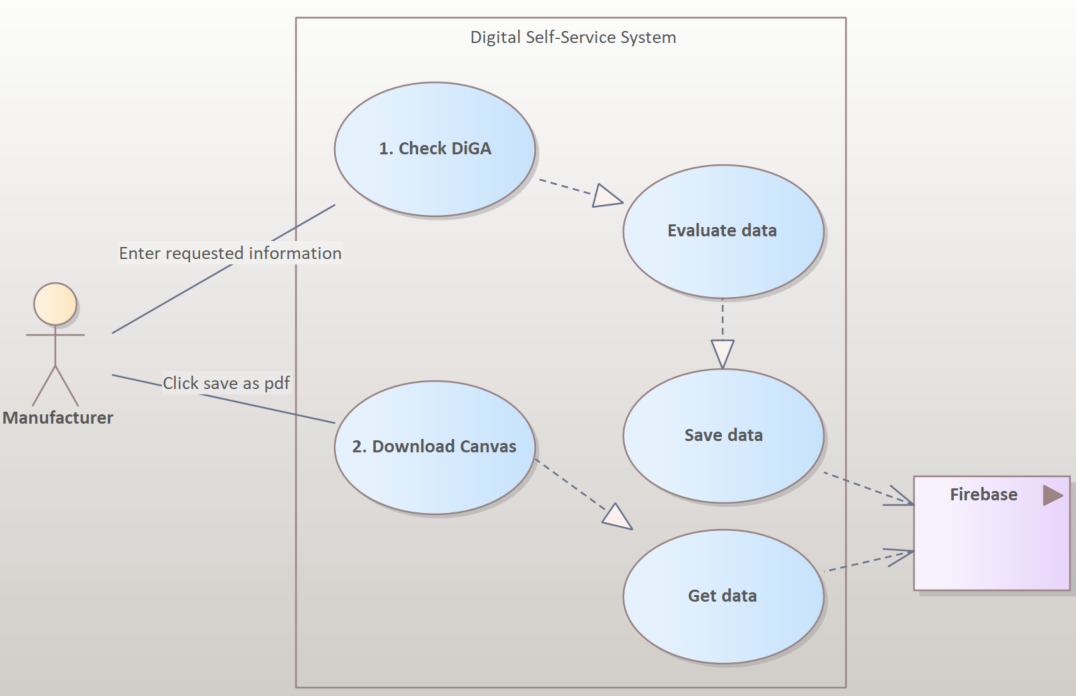 Digital Self-Service System
1. Check DiGA
Evaluate data
Enter requested information
Click save as pdf
Manufacturer
2. Download Canvas
Save data
Firebase
Get data